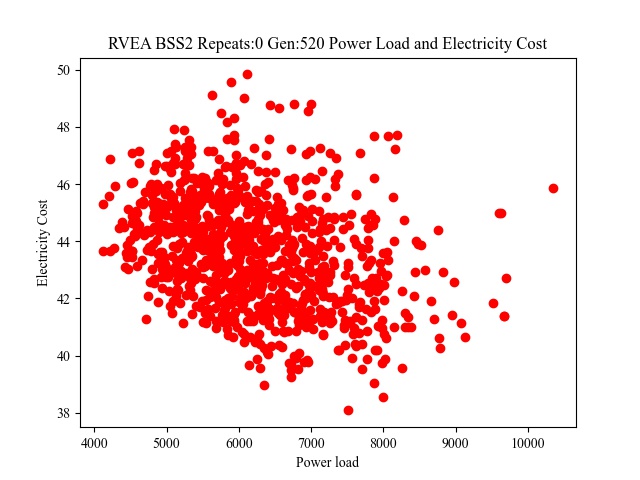 RVEA BSS2 Repeats:0 Gen:520 Power Load and Electricity Cost
50
48
46
44
42
40
38
Electricity Cost
4000 5000 6000 7000 8000 9000 10000
Power load